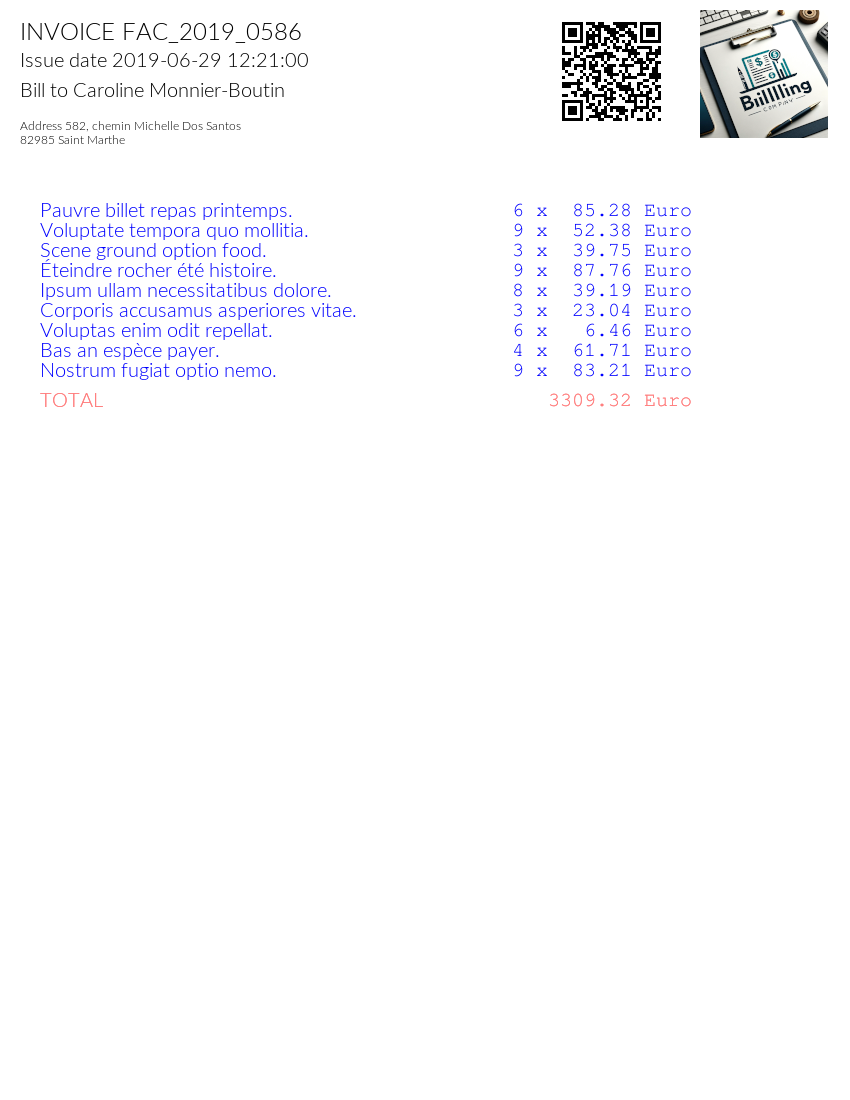 INVOICE FAC_2019_0586
Issue date 2019-06-29 12:21:00
Bill to Caroline Monnier-Boutin
Address 582, chemin Michelle Dos Santos
82985 Saint Marthe
Biillling
COMPANY
Pauvre billet repas printemps. 6 x 85.28 Euro
Voluptate tempora quo mollitia. 9 x 52.38 Euro
Scene ground option food. 3 x 39.75 Euro
Éteindre rocher été histoire. 9 x 87.76 Euro
Ipsum ullam necessitatibus dolore. 8 x 39.19 Euro
Corporis accusamus asperiores vitae. 3 x 23.04 Euro
Voluptas enim odit repellat. 6 x 6.46 Euro
Bas an espèce payer. 4 x 61.71 Euro
Nostrum fugiat optio nemo. 9 x 83.21 Euro
TOTAL 3309.32 Euro